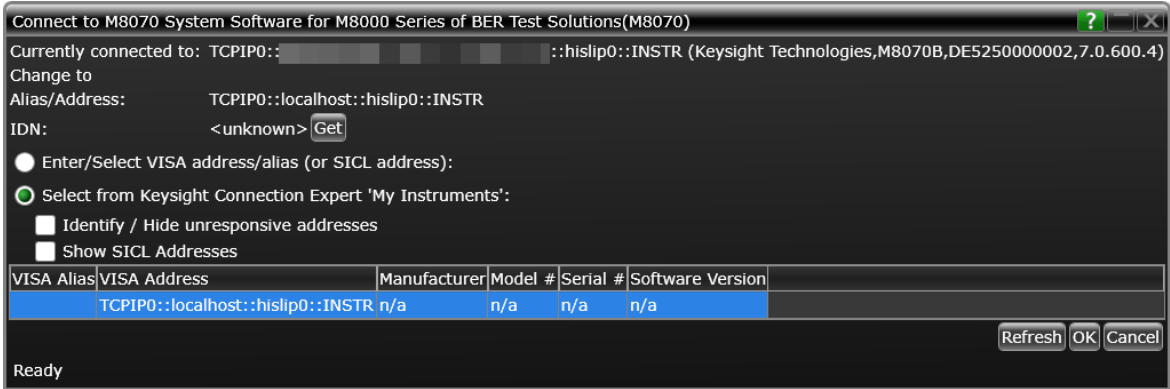 Connect to M8070 System Software for M8000 Series of BER Test Solutions(M8070) ?
Currently connected to: TCPIP0:: ::hislip0::INSTR (Keysight Technologies,M8070B,DE5250000002,7.0.600.4)
Change to
Alias/Address: TCPIP0::localhost::hislip0::INSTR
IDN: <unknown> Get
Enter/Select VISA address/alias (or SICL address):
Select from Keysight Connection Expert 'My Instruments':
Identify / Hide unresponsive addresses
Show SICL Addresses
VISA Alias VISA Address Manufacturer Model # Serial # Software Version
TCPIP0::localhost::hislip0::INSTR n/a n/a n/a n/a
Refresh OK Cancel
Ready